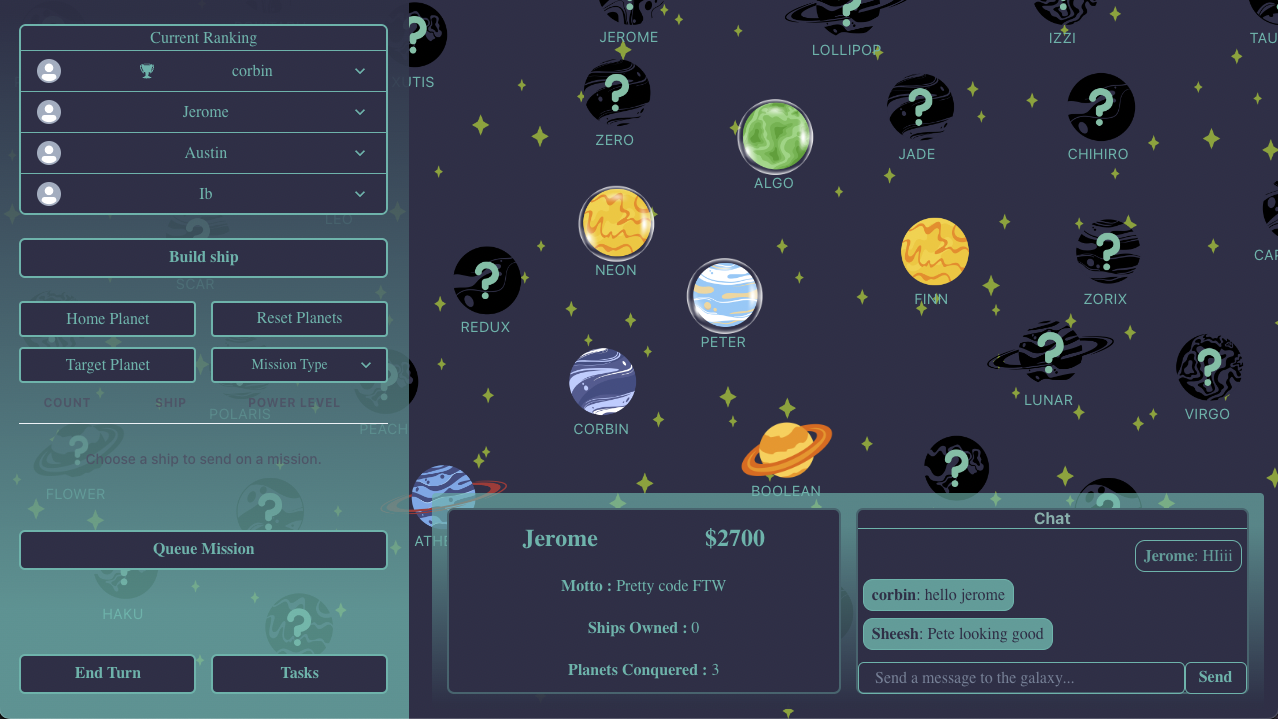 Current Ranking
corbin
Jerome
Austin
Ib
LEO
SCAR
Build ship
Home Planet
Reset Planets
Target Planet
Mission Type
COUNT SHIP POWER LEVEL
POLARIS
PEACH
Choose a ship to send on a mission.
FLOWER
Queue Mission
HAKU
End Turn
Tasks
UTIS
JEROME
LOLLIPOP
IZZI
TAU
ZERO
ALGO
JADE
CHIHIRO
NEON
REDUX
PETER
FINN
ZORIX
CAR
CORBIN
LUNAR
VIRGO
BOOLEAN
ATHE
Jerome $2700
Motto : Pretty code FTW
Ships Owned : 0
Planets Conquered : 3
Chat
Jerome: HIiii
corbin: hello jerome
Sheesh: Pete looking good
Send a message to the galaxy...
Send